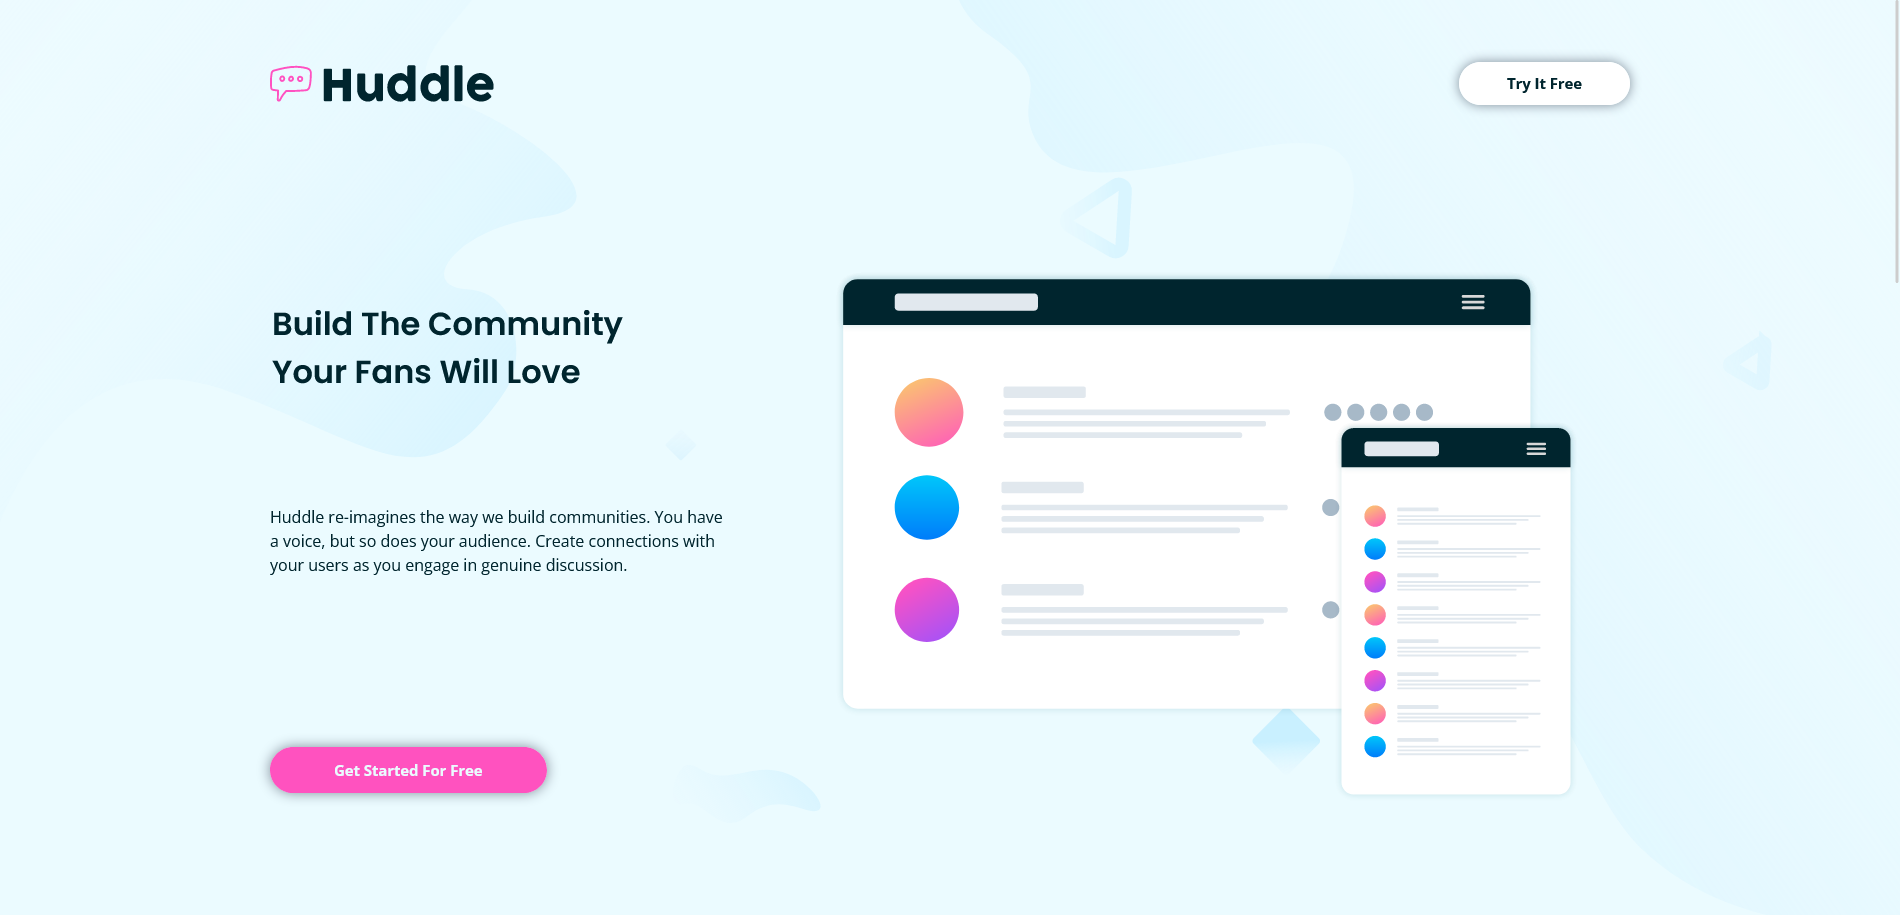 Huddle
Try It Free
Build The Community
Your Fans Will Love
Huddle re-imagines the way we build communities. You have
a voice, but so does your audience. Create connections with
your users as you engage in genuine discussion.
Get Started For Free